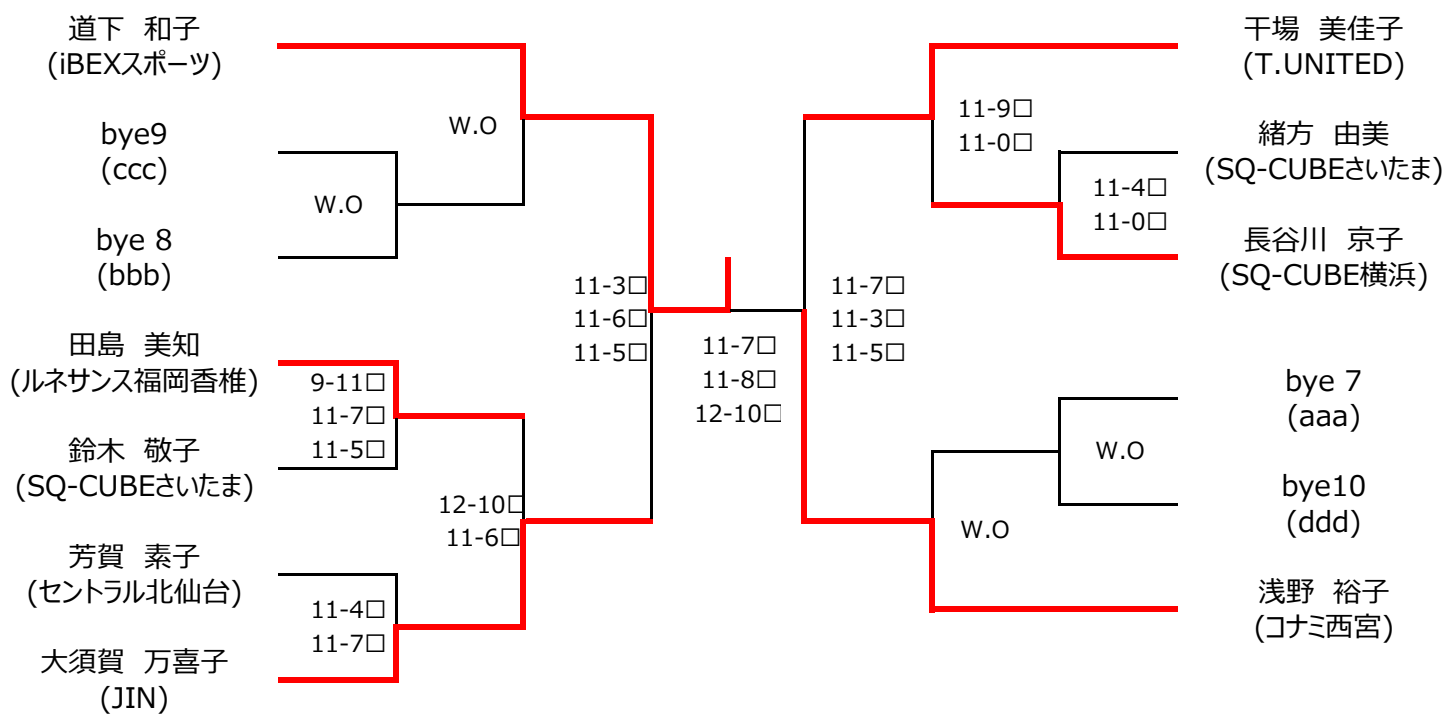 道下　和子
(iBEXスポーツ)
bye9
(ccc)
bye 8
(bbb)
田島　美知
(ルネサンス福岡香椎)
鈴木　敬子
(SQ-CUBEさいたま)
芳賀　素子
(セントラル北仙台)
大須賀　万喜子
(JIN)
W.O
W.O
9-11□
11-7□
11-5□
11-4□
11-7□
12-10□
11-6□
11-3□
11-6□
11-5□
11-7□
11-8□
12-10□
11-7□
11-3□
11-5□
11-9□
11-0□
11-4□
11-0□
W.O
W.O
干場　美佳子
(T.UNITED)
緒方　由美
(SQ-CUBEさいたま)
長谷川　京子
(SQ-CUBE横浜)
bye 7
(aaa)
bye10
(ddd)
浅野　裕子
(コナミ西宮)